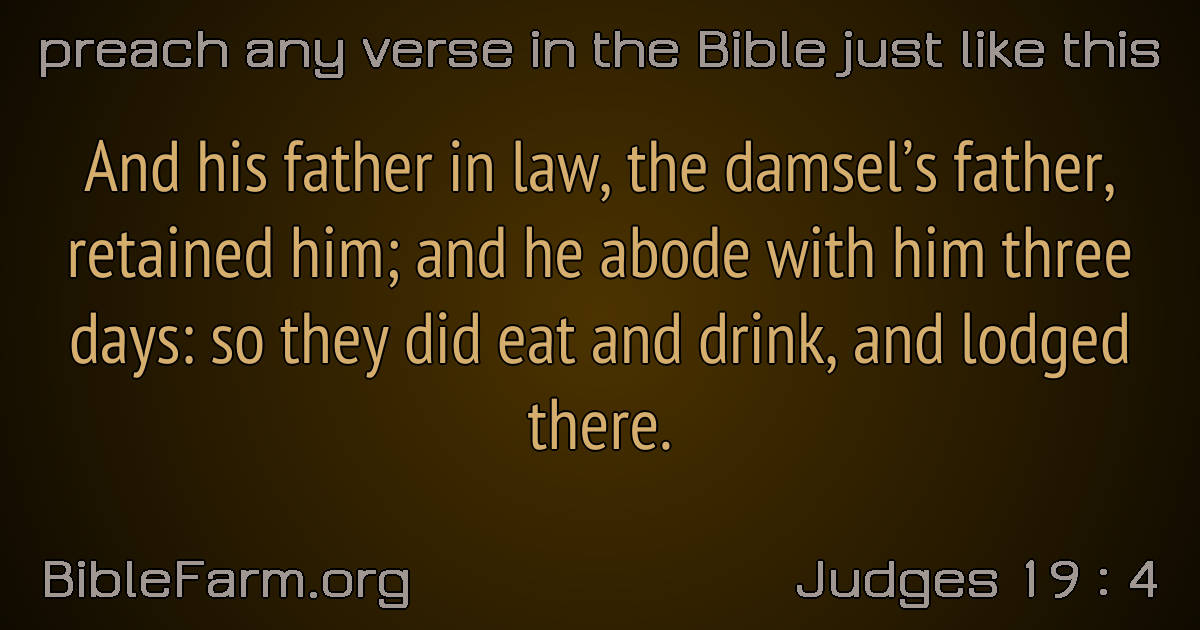 preach any verse in the Bible just like this
And his father in law, the damsel’s father,
retained him; and he abode with him three
days: so they did eat and drink, and lodged
there.
BibleFarm.org
Judges 19 : 4